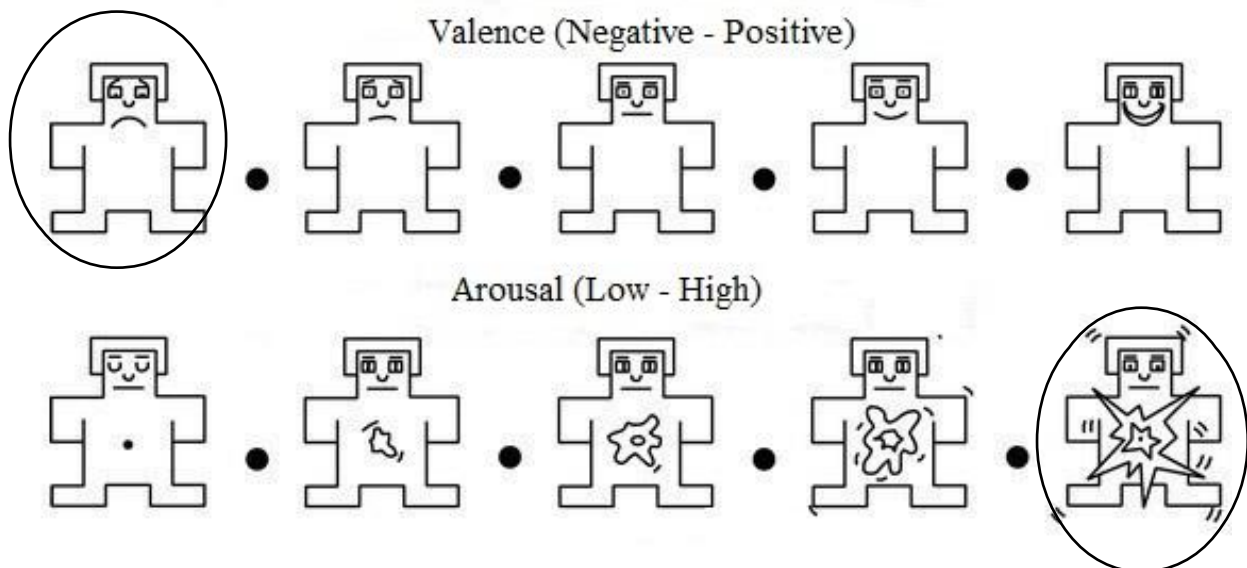 Valence (Negative - Positive)
Arousal (Low - High)